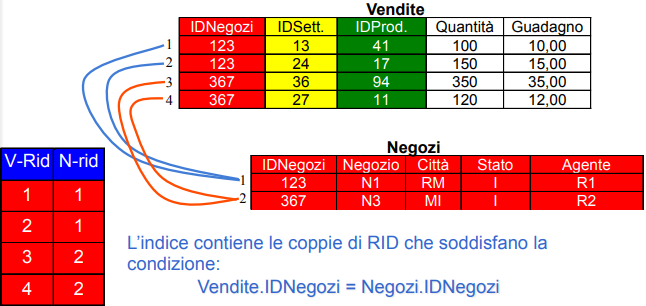 Vendite
IDNegozi IDSett. IDProd. Quantità Guadagno
1 123 13 41 100 10,00
2 123 24 17 150 15,00
3 367 36 94 350 35,00
4 367 27 11 120 12,00
Negozi
IDNegozi Negozio Città Stato Agente
1 123 N1 RM I R1
2 367 N3 MI I R2
V-Rid N-rid
1 1
2 1
3 2
4 2
L'indice contiene le coppie di RID che soddisfano la
condizione:
Vendite.IDNegozi = Negozi.IDNegozi